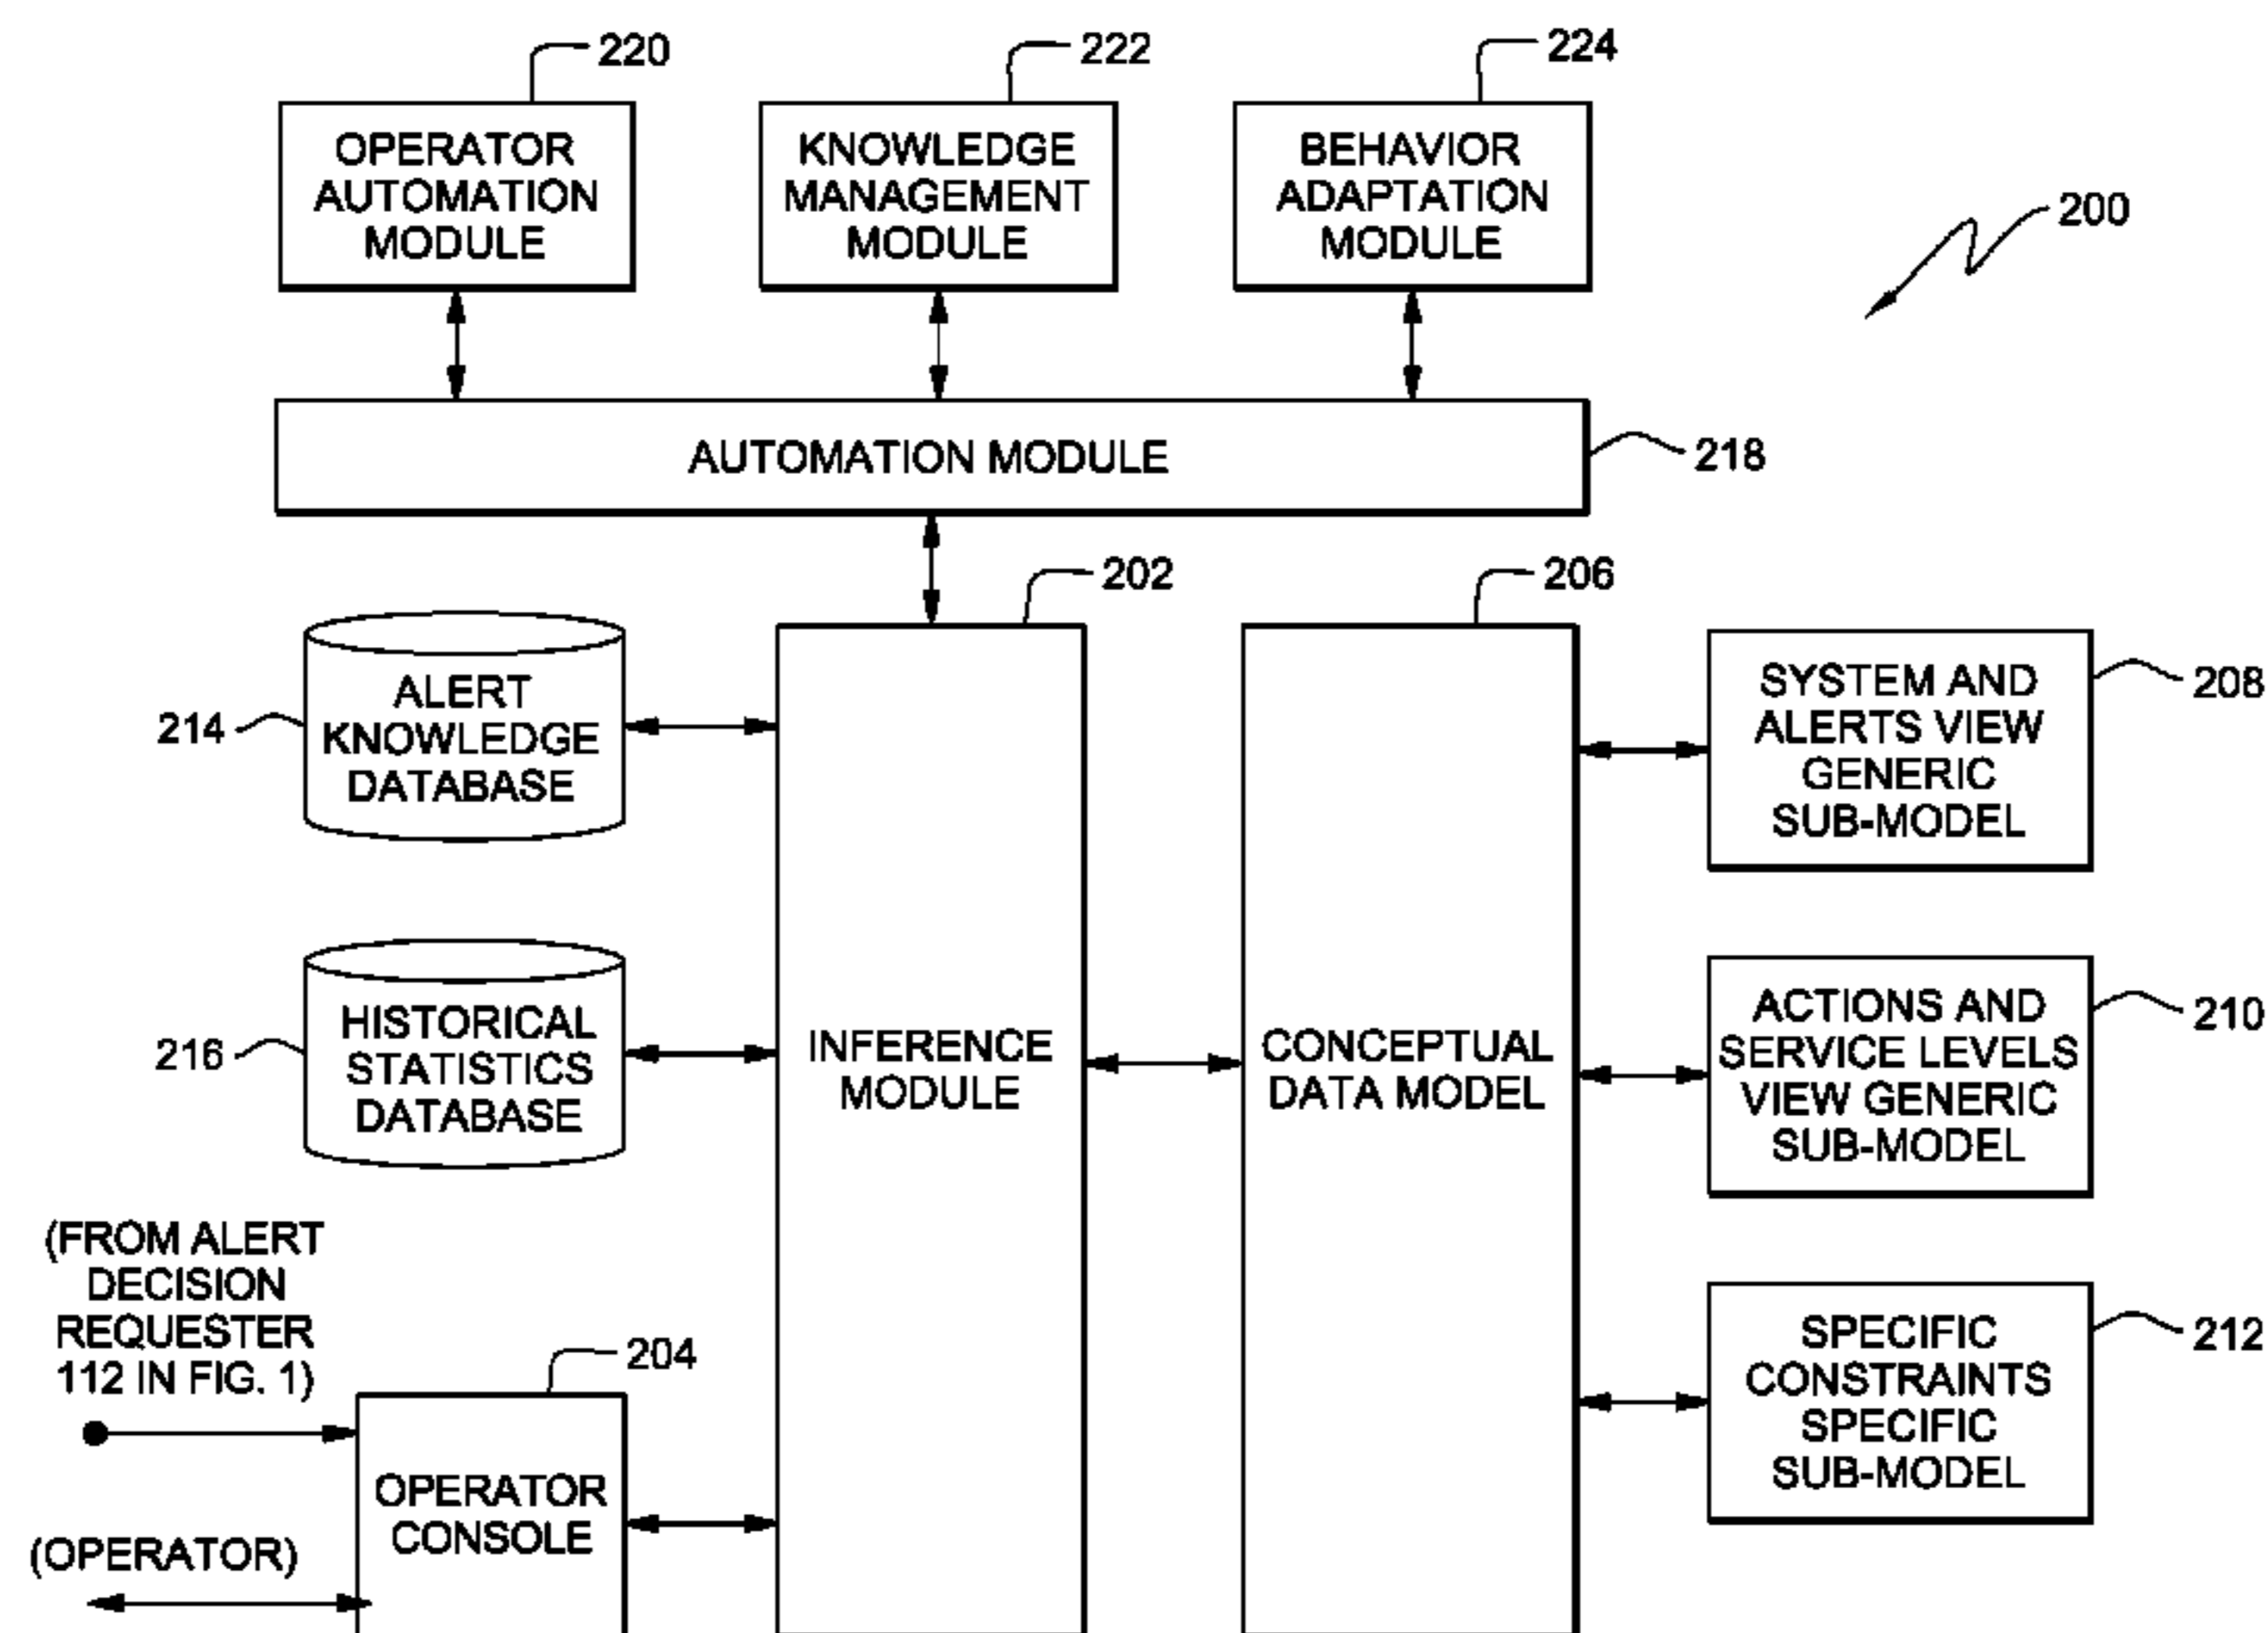 220
222
224
OPERATOR
AUTOMATION
MODULE
KNOWLEDGE
MANAGEMENT
MODULE
BEHAVIOR
ADAPTATION
MODULE
200
AUTOMATION MODULE
218
202
206
ALERT
KNOWLEDGE
DATABASE
214
SYSTEM AND
ALERTS VIEW
GENERIC
SUB-MODEL
208
HISTORICAL
STATISTICS
DATABASE
216
INFERENCE
MODULE
CONCEPTUAL
DATA MODEL
ACTIONS AND
SERVICE LEVELS
VIEW GENERIC
SUB-MODEL
210
(FROM ALERT
DECISION
REQUESTER
112 IN FIG. 1)
204
SPECIFIC
CONSTRAINTS
SPECIFIC
SUB-MODEL
212
OPERATOR
CONSOLE
(OPERATOR)